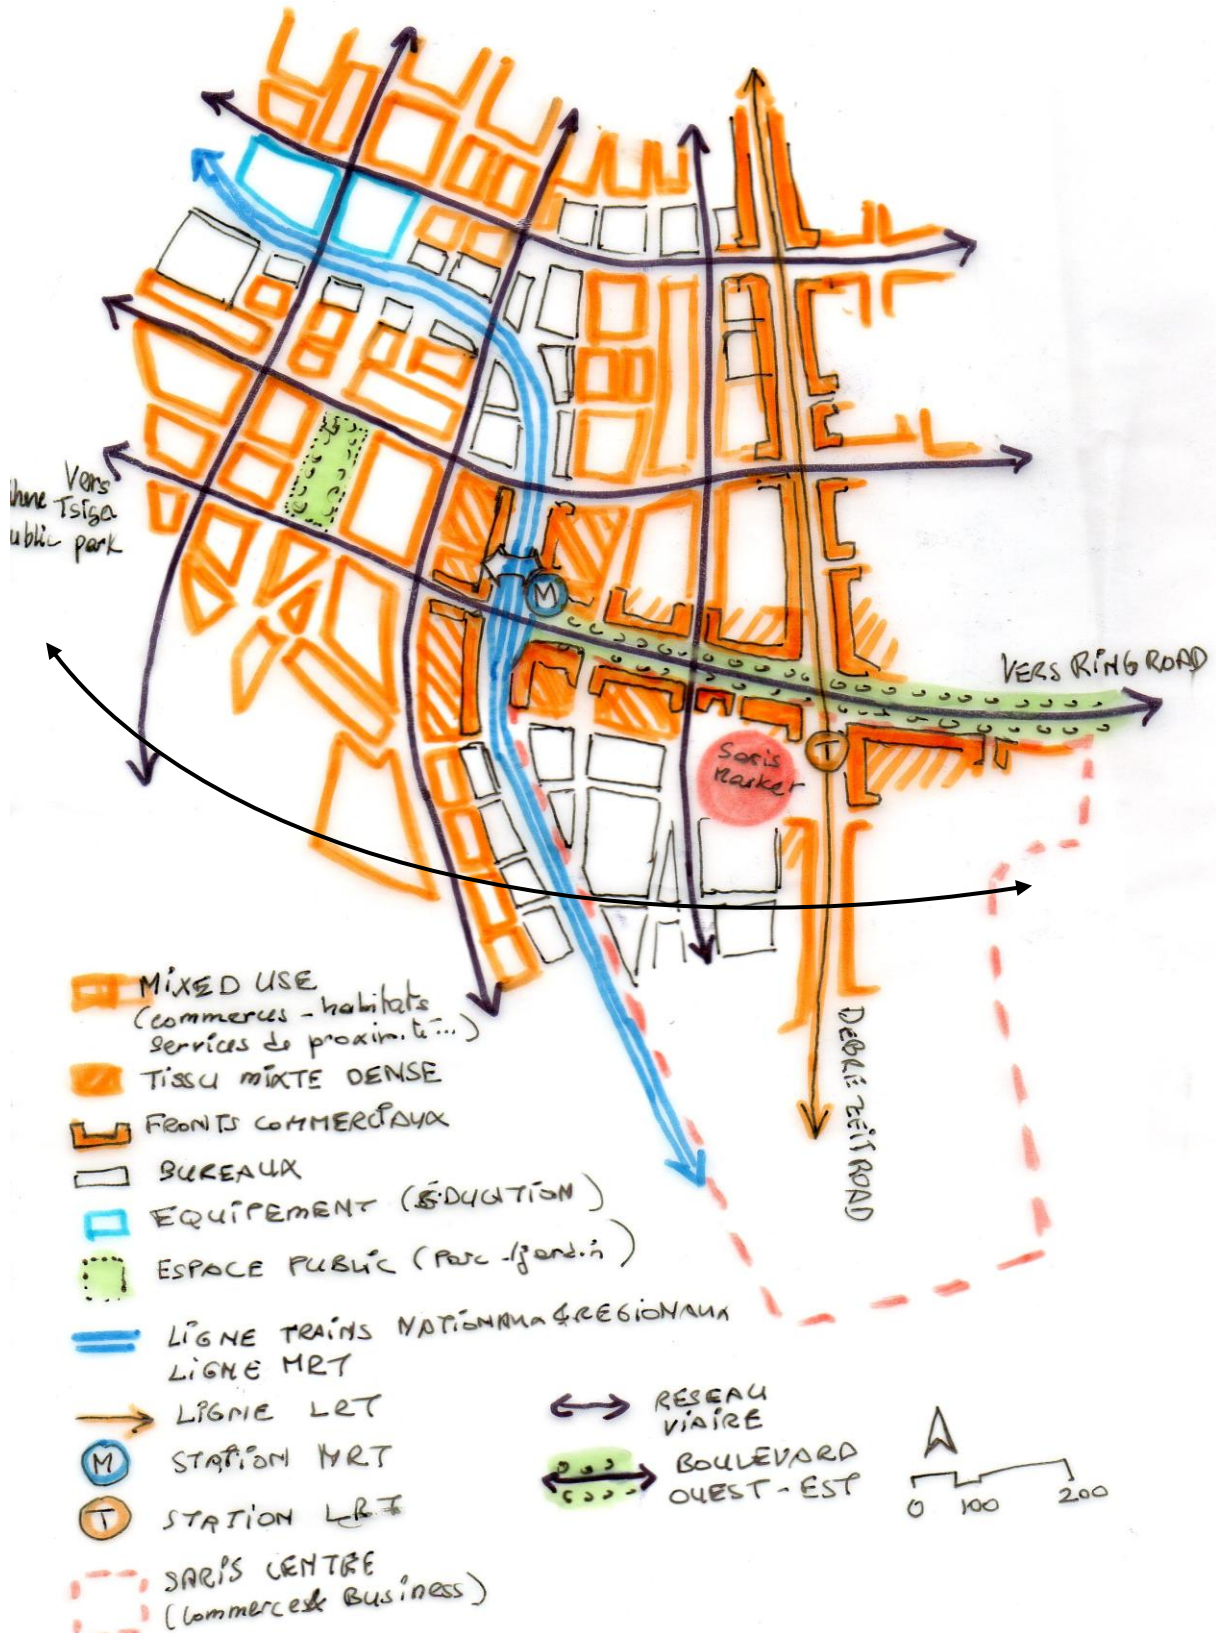 Vers
Tsiga
public park
M
VERS RING ROAD
T
Saris
Market
DEBRE ZEIT ROAD
MIXED USE
(commerces - habitats
services de proximité...)
TISSU MIXTE DENSE
FRONTS COMMERCIAUX
BUREAUX
EQUIPEMENT (ÉDUCATION)
ESPACE PUBLIC (Parc - jardin)
LIGNE TRAINS NATIONAUX & REGIONAUX
LIGNE MRT
LIGNE LRT
M STATION MRT
T STATION LRT
SARIS CENTRE
(Commerces & Business)
RESEAU
VIAIRE
BOULEVARD
OUEST - EST
0 100 200